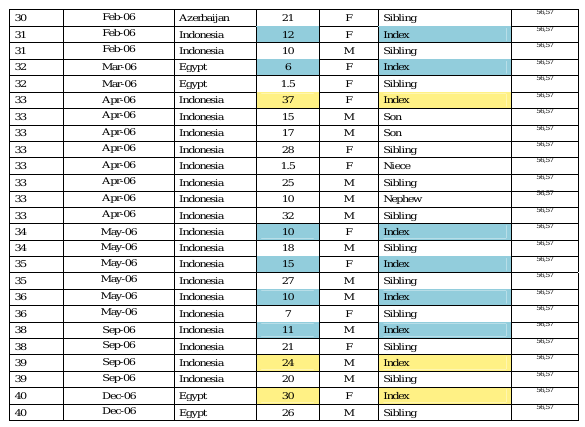 30 Feb-06 Azerbaijan 21 F Sibling 56,57
31 Feb-06 Indonesia 12 F Index 56,57
31 Feb-06 Indonesia 10 M Sibling 56,57
32 Mar-06 Egypt 6 F Index 56,57
32 Mar-06 Egypt 1.5 F Sibling 56,57
33 Apr-06 Indonesia 37 F Index 56,57
33 Apr-06 Indonesia 15 M Son 56,57
33 Apr-06 Indonesia 17 M Son 56,57
33 Apr-06 Indonesia 28 F Sibling 56,57
33 Apr-06 Indonesia 1.5 F Niece 56,57
33 Apr-06 Indonesia 25 M Sibling 56,57
33 Apr-06 Indonesia 10 M Nephew 56,57
33 Apr-06 Indonesia 32 M Sibling 56,57
34 May-06 Indonesia 10 F Index 56,57
34 May-06 Indonesia 18 M Sibling 56,57
35 May-06 Indonesia 15 F Index 56,57
35 May-06 Indonesia 27 M Sibling 56,57
36 May-06 Indonesia 10 M Index 56,57
36 May-06 Indonesia 7 F Sibling 56,57
38 Sep-06 Indonesia 11 M Index 56,57
38 Sep-06 Indonesia 21 F Sibling 56,57
39 Sep-06 Indonesia 24 M Index 56,57
39 Sep-06 Indonesia 20 M Sibling 56,57
40 Dec-06 Egypt 30 F Index 56,57
40 Dec-06 Egypt 26 M Sibling 56,57